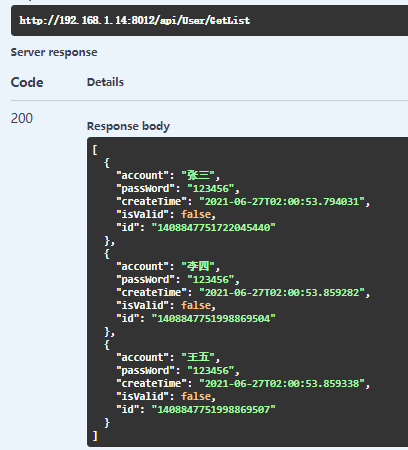 http://192.168.1.14:8012/api/User/GetList
Server response
Code Details
200
Response body
[
{
"account": "张三",
"passWord": "123456",
"createTime": "2021-06-27T02:00:53.794031",
"isValid": false,
"id": "1408847751722045440"
},
{
"account": "李四",
"passWord": "123456",
"createTime": "2021-06-27T02:00:53.859282",
"isValid": false,
"id": "1408847751998869504"
},
{
"account": "王五",
"passWord": "123456",
"createTime": "2021-06-27T02:00:53.859338",
"isValid": false,
"id": "1408847751998869507"
}
]